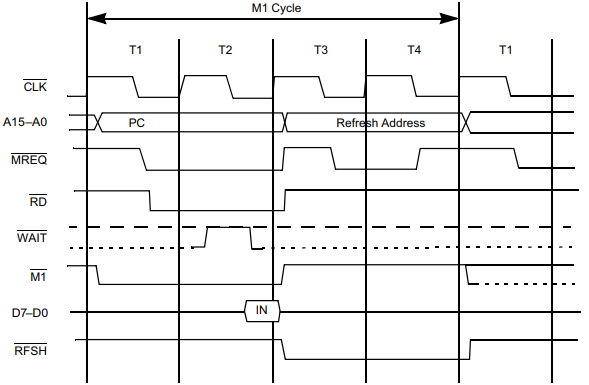 M1 Cycle
T1 T2 T3 T4 T1
CLK
A15–A0 PC Refresh Address
MREQ
RD
WAIT
M1
D7–D0 IN
RFSH